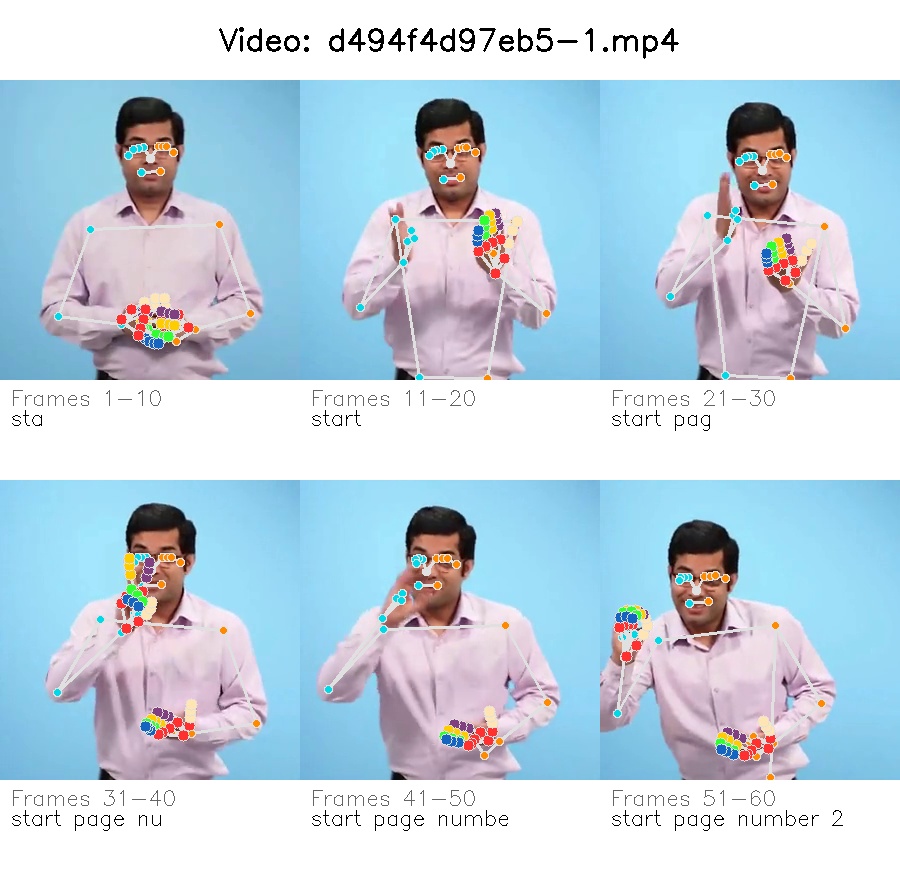 Video: d494f4d97eb5-1.mp4
Frames 1-10
sta
Frames 11-20
start
Frames 21-30
start pag
Frames 31-40
start page nu
Frames 41-50
start page numbe
Frames 51-60
start page number 2